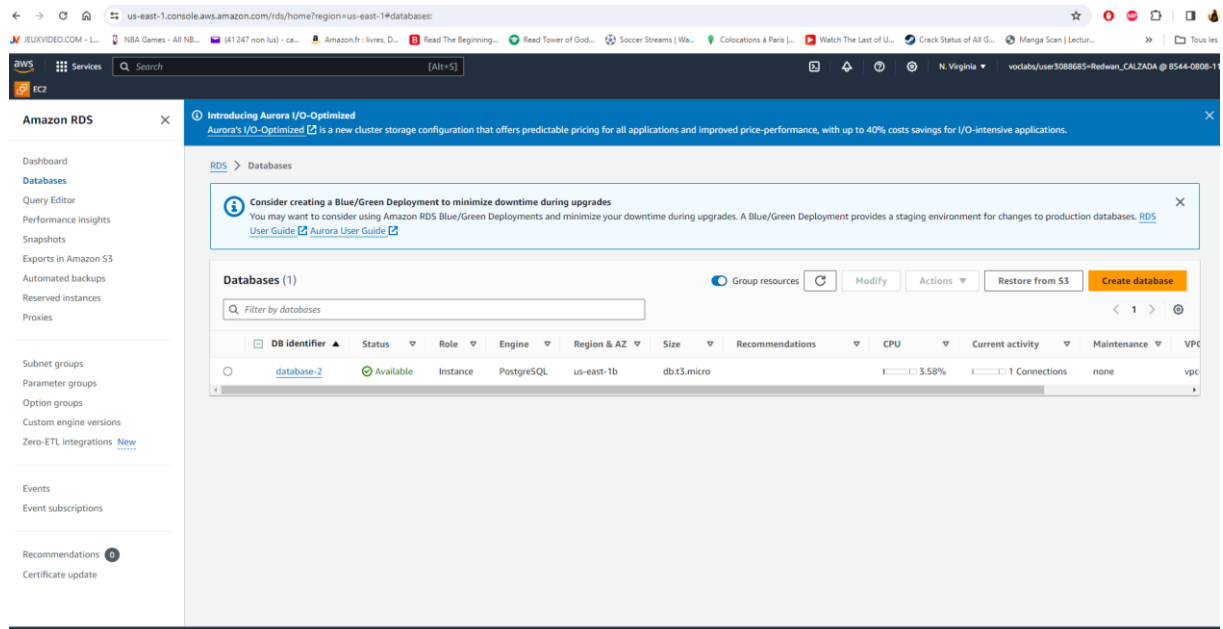 us-east-1.console.aws.amazon.com/rds/home?region=us-east-1#databases:
JEUXVIDEO.COM - L... NBA Games - All NB... (41 247 non lus) - ca... Amazon.fr : livres, D... Read The Beginning... Read Tower of God... Soccer Streams | Wa... Colocations à Paris |... Watch The Last of U... Crack Status of All G... Manga Scan | Lectur... » Tous les
aws Services Search [Alt+S] N. Virginia voclabs/user3088685=Redwan_CALZADA @ 8544-0808-11
EC2
Amazon RDS
Introducing Aurora I/O-Optimized
Aurora's I/O-Optimized is a new cluster storage configuration that offers predictable pricing for all applications and improved price-performance, with up to 40% costs savings for I/O-intensive applications.
Dashboard
Databases
Query Editor
Performance insights
Snapshots
Exports in Amazon S3
Automated backups
Reserved instances
Proxies
Subnet groups
Parameter groups
Option groups
Custom engine versions
Zero-ETL integrations New
Events
Event subscriptions
Recommendations 0
Certificate update
RDS > Databases
Consider creating a Blue/Green Deployment to minimize downtime during upgrades
You may want to consider using Amazon RDS Blue/Green Deployments and minimize your downtime during upgrades. A Blue/Green Deployment provides a staging environment for changes to production databases. RDS
User Guide Aurora User Guide
Databases (1) Group resources Modify Actions Restore from S3 Create database
Filter by databases < 1 >
DB identifier Status Role Engine Region & AZ Size Recommendations CPU Current activity Maintenance VPC
database-2 Available Instance PostgreSQL us-east-1b db.t3.micro 3.58% 1 Connections none vpc